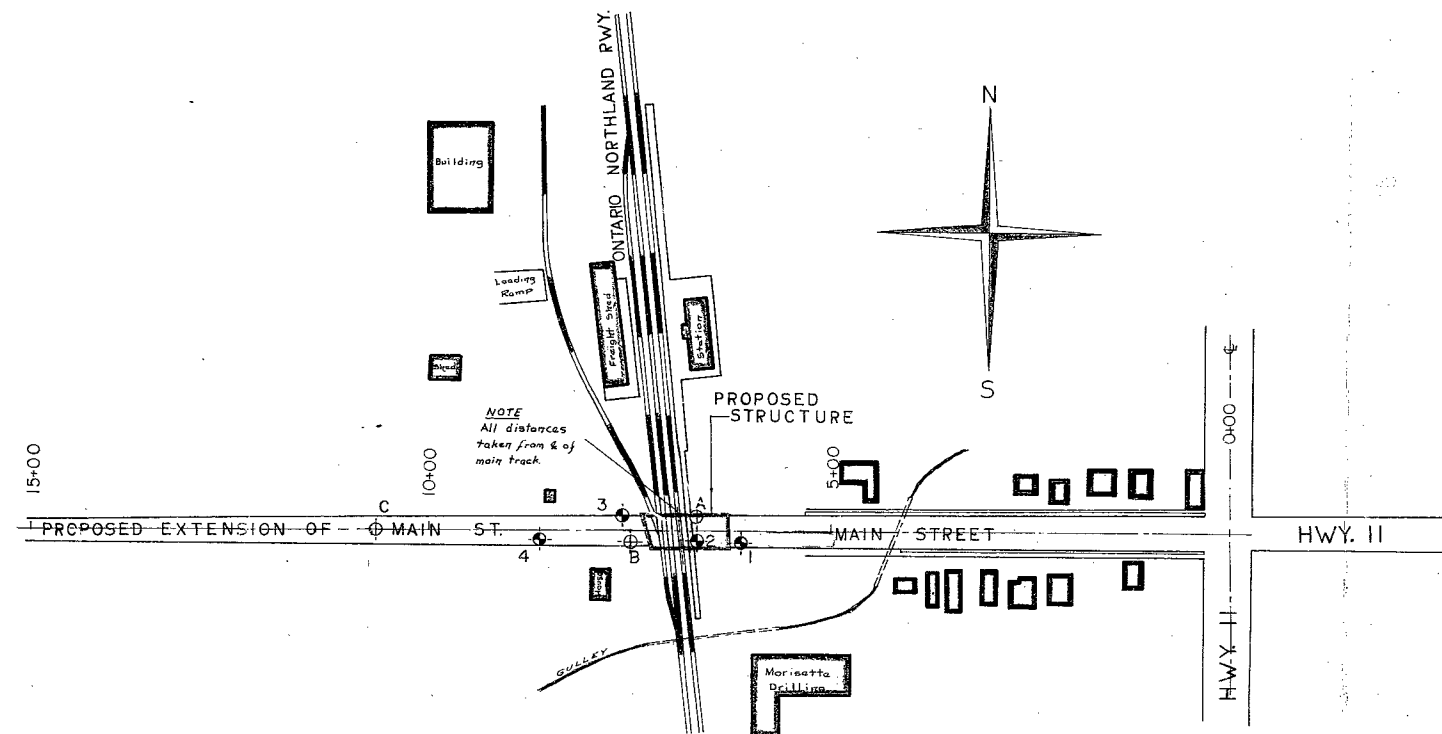 ONTARIO NORTHLAND RWY.
N
S
Building
Loading
Ramp
Freight Shed
Station
Shed
NOTE
All distances
taken from ℄ of
main track.
PROPOSED
STRUCTURE
15+00
10+00
5+00
0+00 ℄
C
3
A
PROPOSED EXTENSION OF MAIN ST.
MAIN STREET
HWY. 11
4
B
2
1
House
GULLEY
Morisette
Drilling
HWY. 11